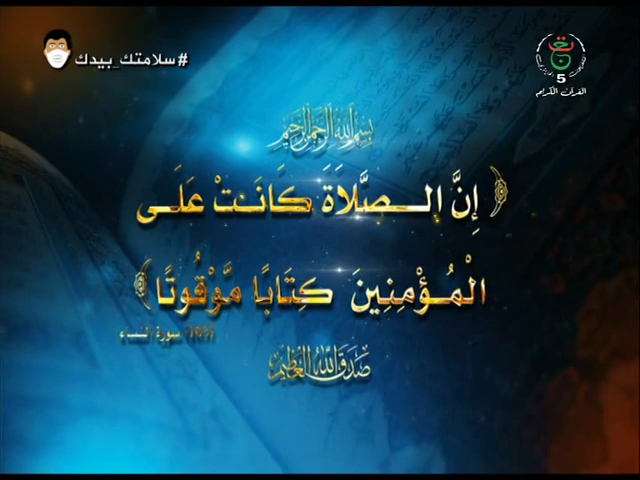 #سلامتك_بيدك
5
القرآن الكريم
بسم الله الرحمن الرحيم
﴿ إِنَّ الصَّلَاةَ كَانَتْ عَلَى
الْمُؤْمِنِينَ كِتَابًا مَّوْقُوتًا ﴾
سورة النساء
صدق الله العظيم